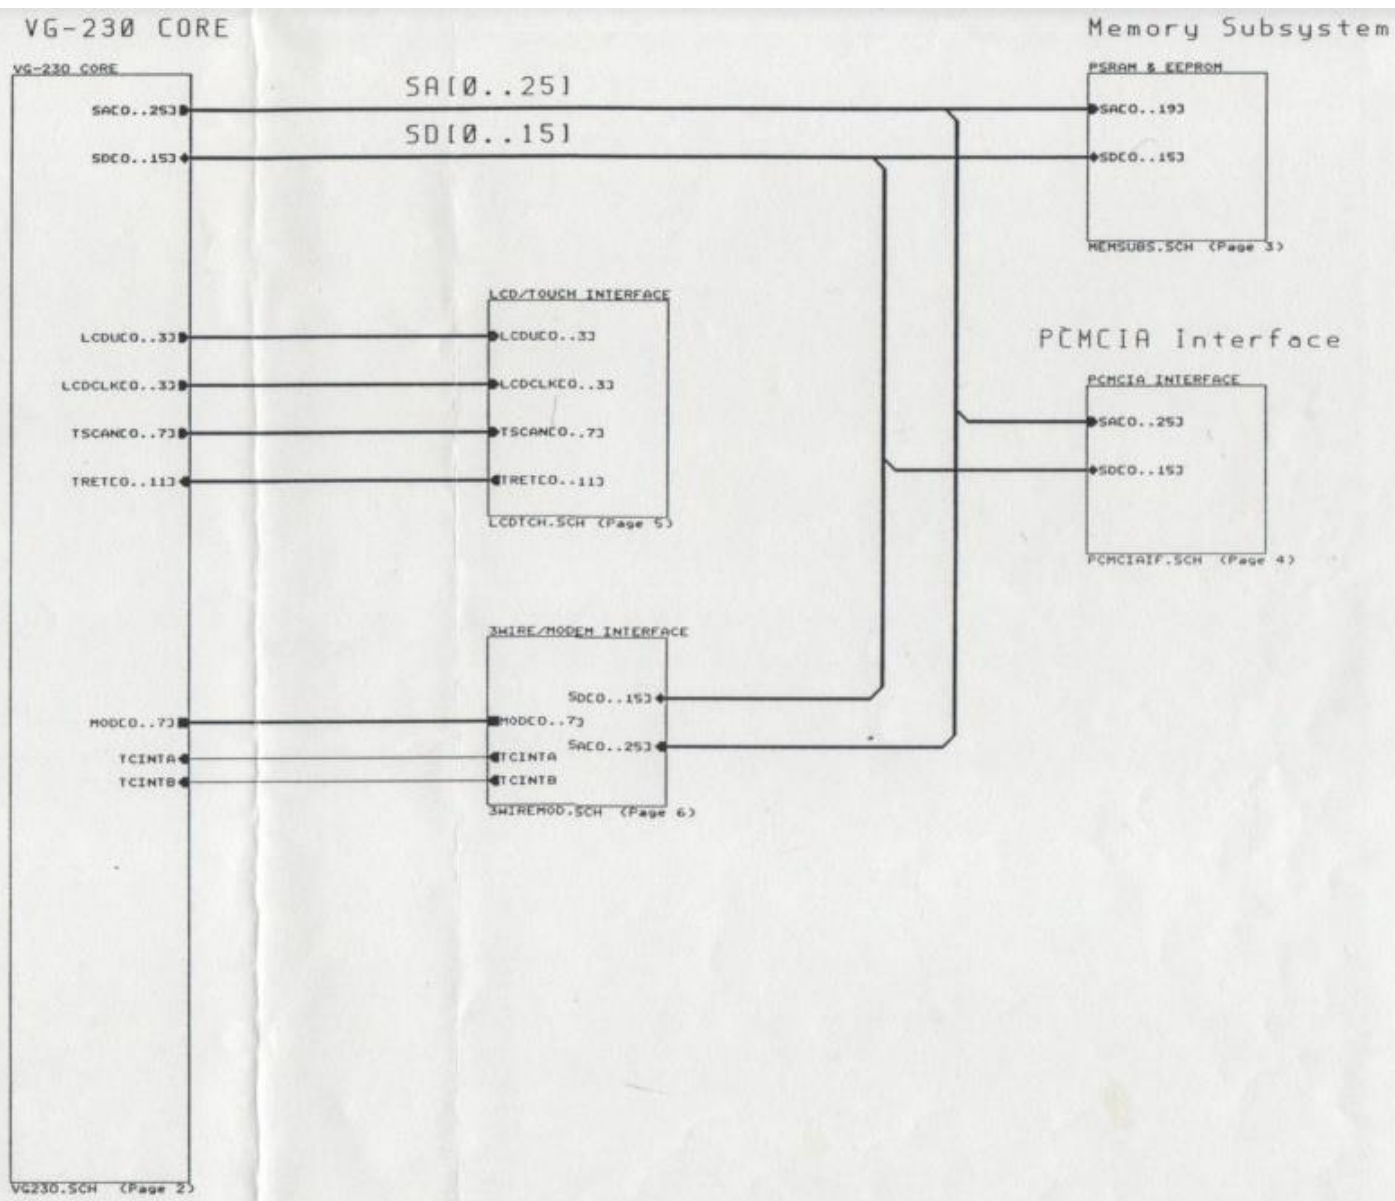 VG-230 CORE
Memory Subsystem
VG-230 CORE
PSRAM & EEPROM
SA[0..25]
SA[0..25]
SA[0..19]
SD[0..15]
SD[0..15]
SD[0..15]
MEMSUBS.SCH (Page 3)
LCD/TOUCH INTERFACE
LCDU[0..3]
LCDU[0..3]
PCMCIA Interface
LCDCLK[0..3]
LCDCLK[0..3]
PCMCIA INTERFACE
TSCAN[0..7]
TSCAN[0..7]
SA[0..25]
TRET[0..11]
TRET[0..11]
SD[0..15]
LCDTCH.SCH (Page 5)
PCMCIAIF.SCH (Page 4)
3WIRE/MODEM INTERFACE
SD[0..15]
MOD[0..7]
MOD[0..7]
SA[0..25]
TCINTA
TCINTA
TCINTB
TCINTB
3WIREMOD.SCH (Page 6)
VG230.SCH (Page 2)